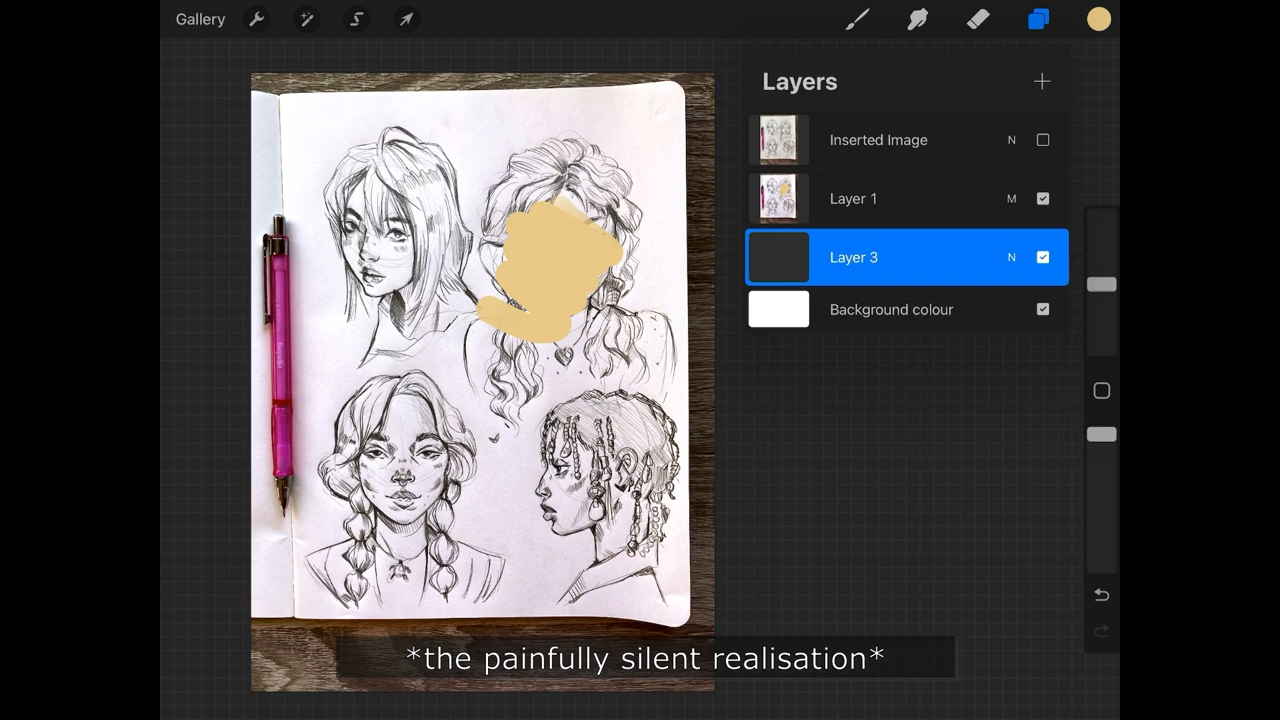 Gallery
Layers
Inserted Image N
Layer 1 M
Layer 3 N
Background colour
*the painfully silent realisation*